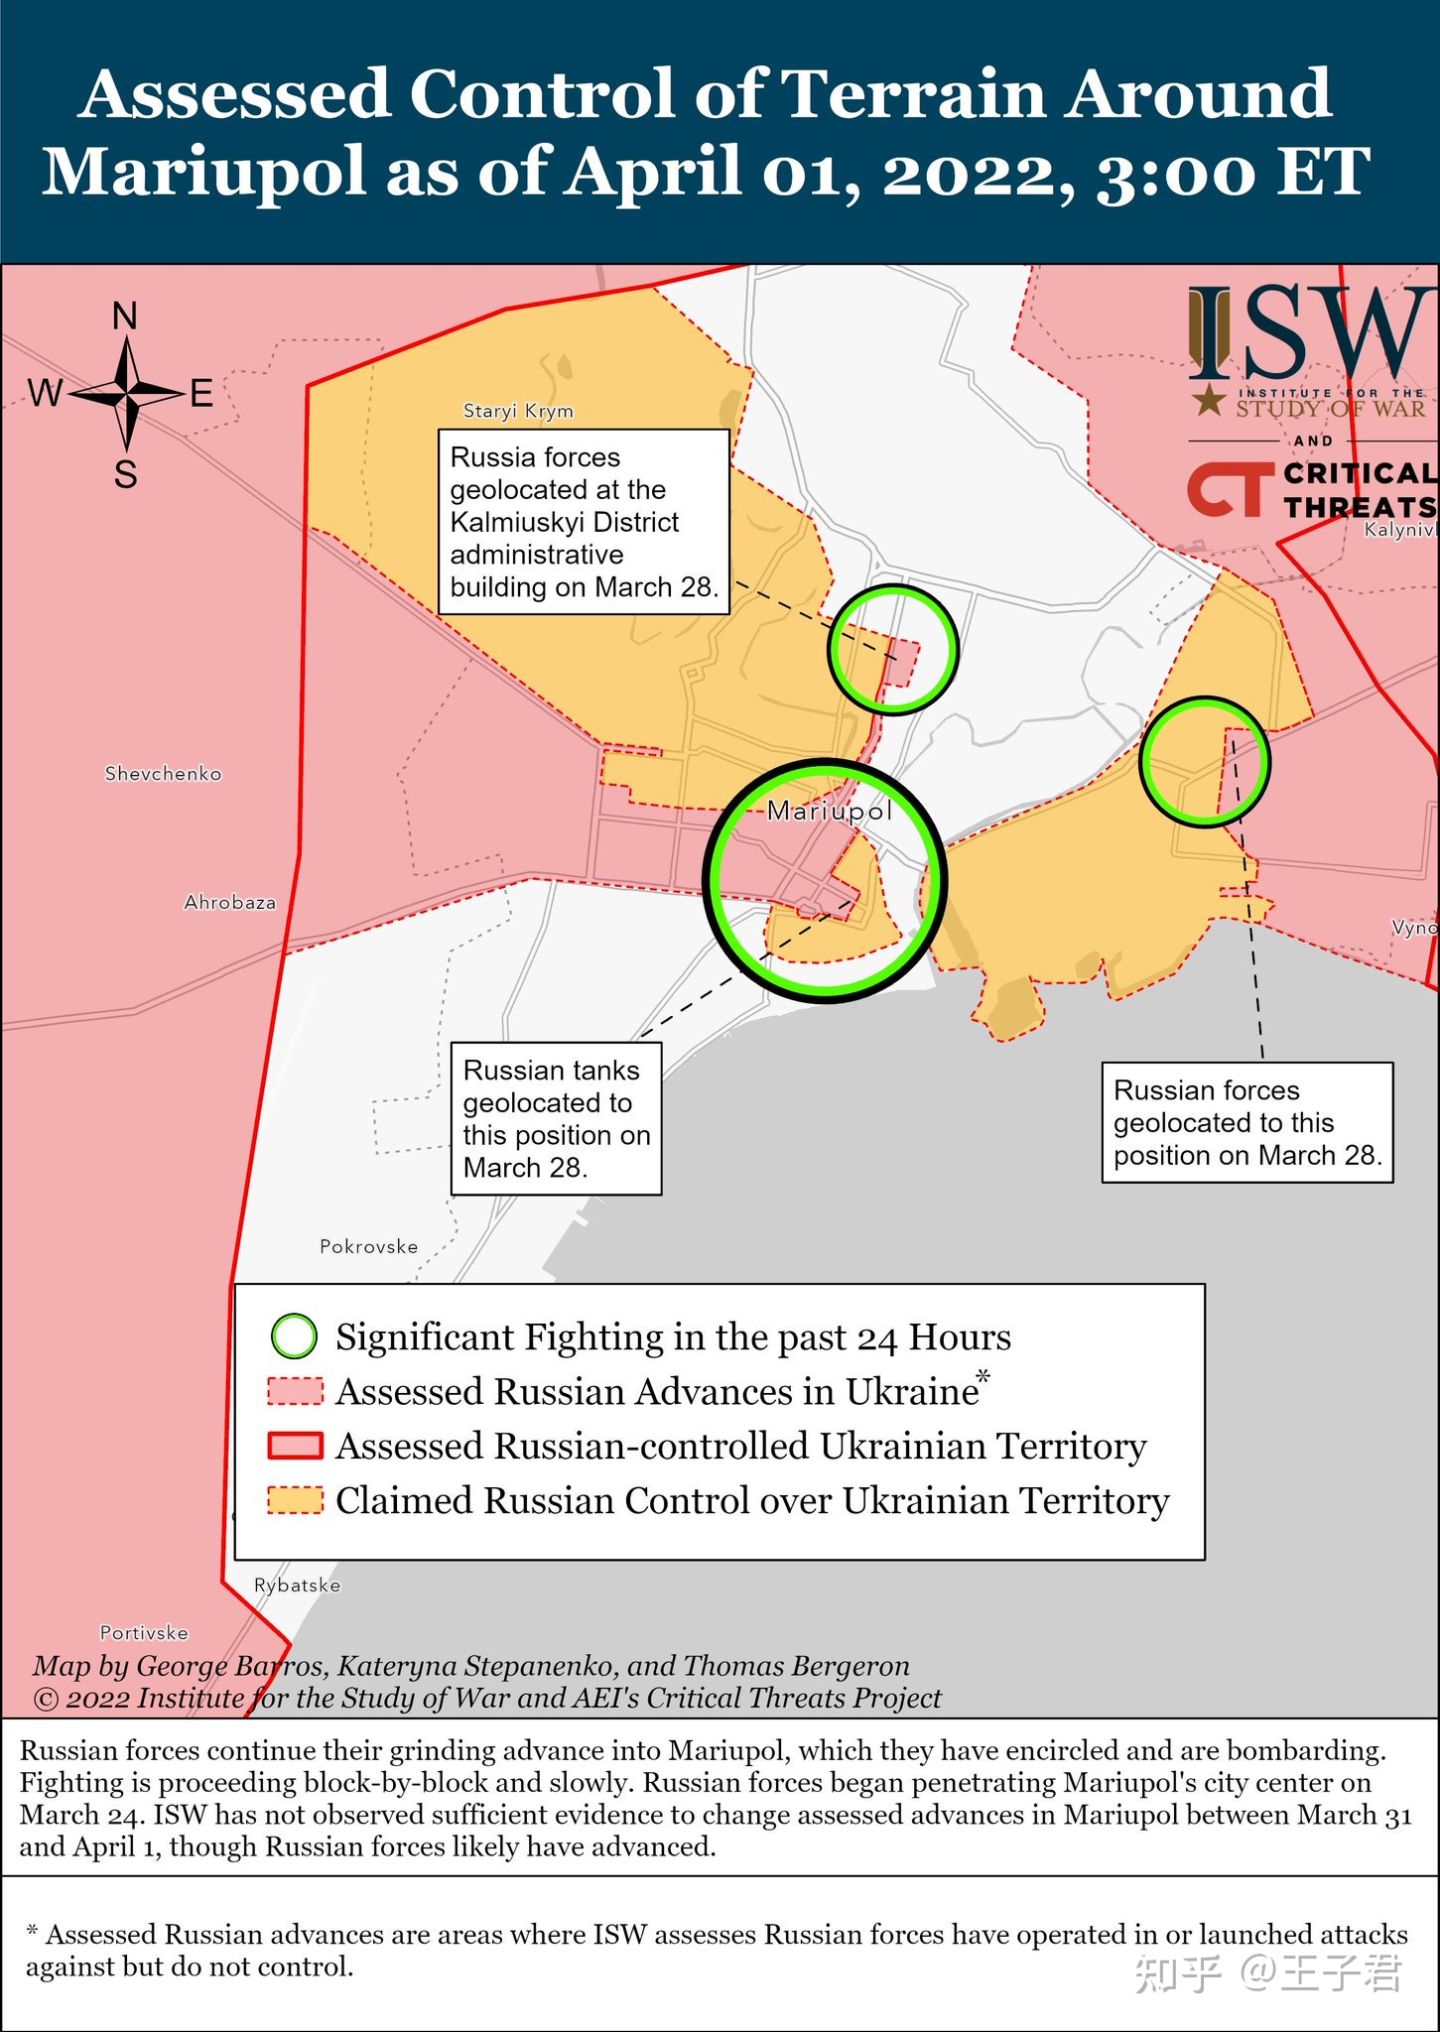 Assessed Control of Terrain Around
Mariupol as of April 01, 2022, 3:00 ET
N
W
E
S
ISW
INSTITUTE FOR THE
STUDY OF WAR
AND
CT CRITICAL
THREATS
Kalynivk
Staryi Krym
Russia forces
geolocated at the
Kalmiuskyi District
administrative
building on March 28.
Shevchenko
Mariupol
Ahrobaza
Vyno
Russian tanks
geolocated to
this position on
March 28.
Russian forces
geolocated to this
position on March 28.
Pokrovske
Significant Fighting in the past 24 Hours
Assessed Russian Advances in Ukraine*
Assessed Russian-controlled Ukrainian Territory
Claimed Russian Control over Ukrainian Territory
Rybatske
Portivske
Map by George Barros, Kateryna Stepanenko, and Thomas Bergeron
© 2022 Institute for the Study of War and AEI's Critical Threats Project
Russian forces continue their grinding advance into Mariupol, which they have encircled and are bombarding.
Fighting is proceeding block-by-block and slowly. Russian forces began penetrating Mariupol's city center on
March 24. ISW has not observed sufficient evidence to change assessed advances in Mariupol between March 31
and April 1, though Russian forces likely have advanced.
* Assessed Russian advances are areas where ISW assesses Russian forces have operated in or launched attacks
against but do not control.
知乎 @王子君